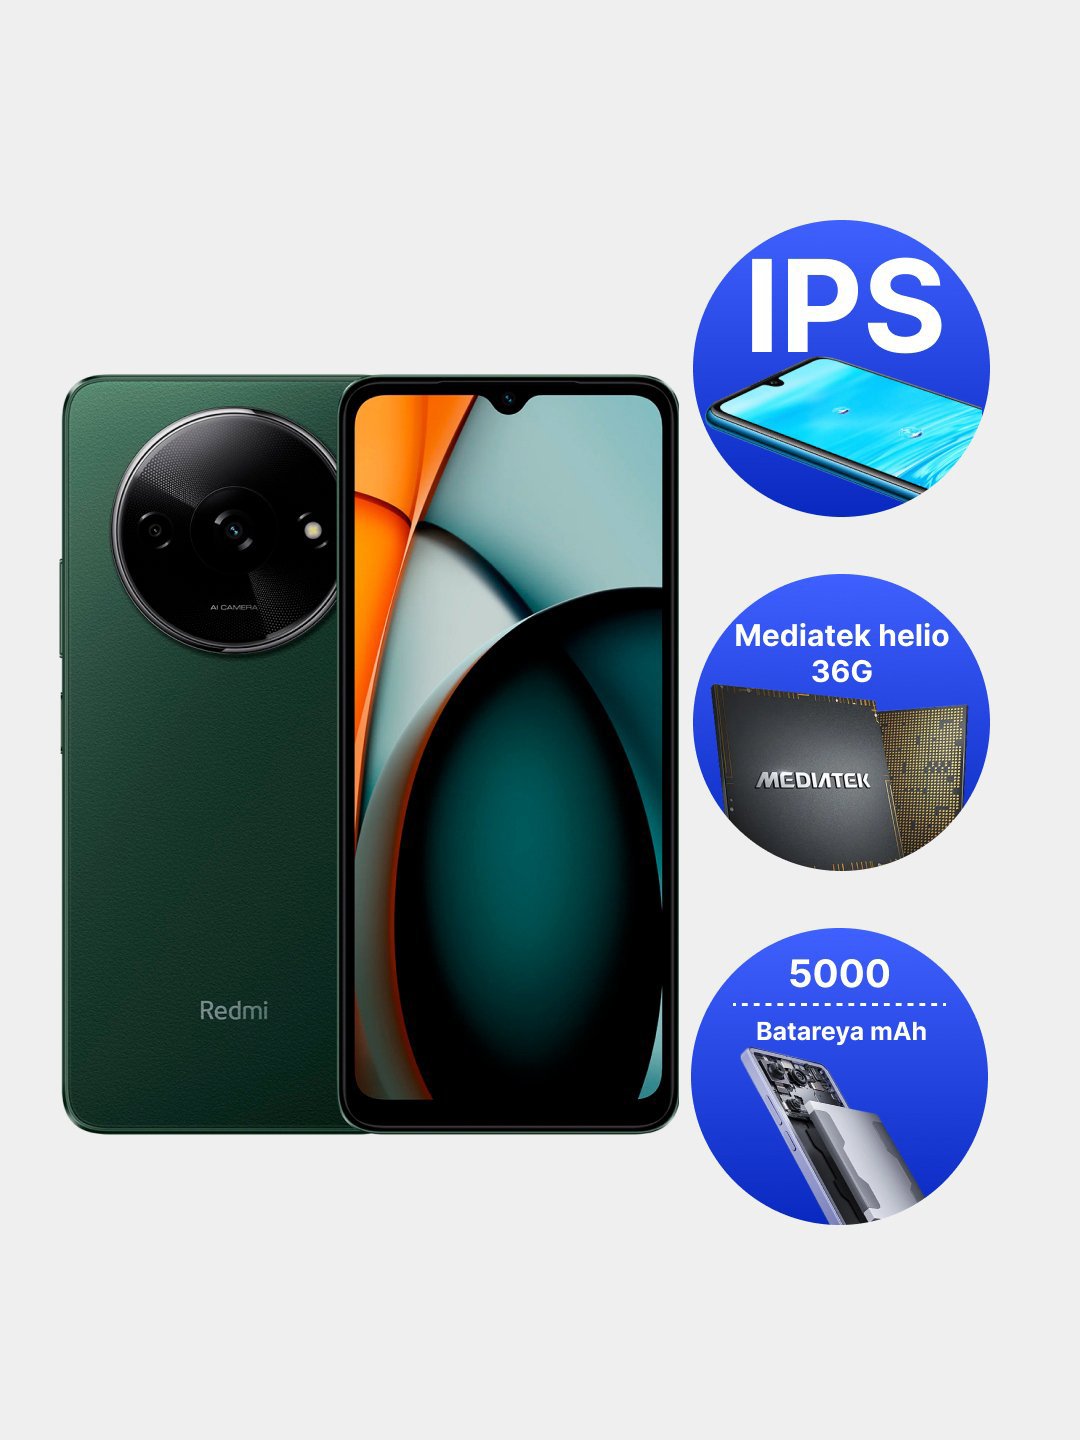 IPS
Mediatek helio
36G
MEDIATEK
AI CAMERA
Redmi
5000
Batareya mAh